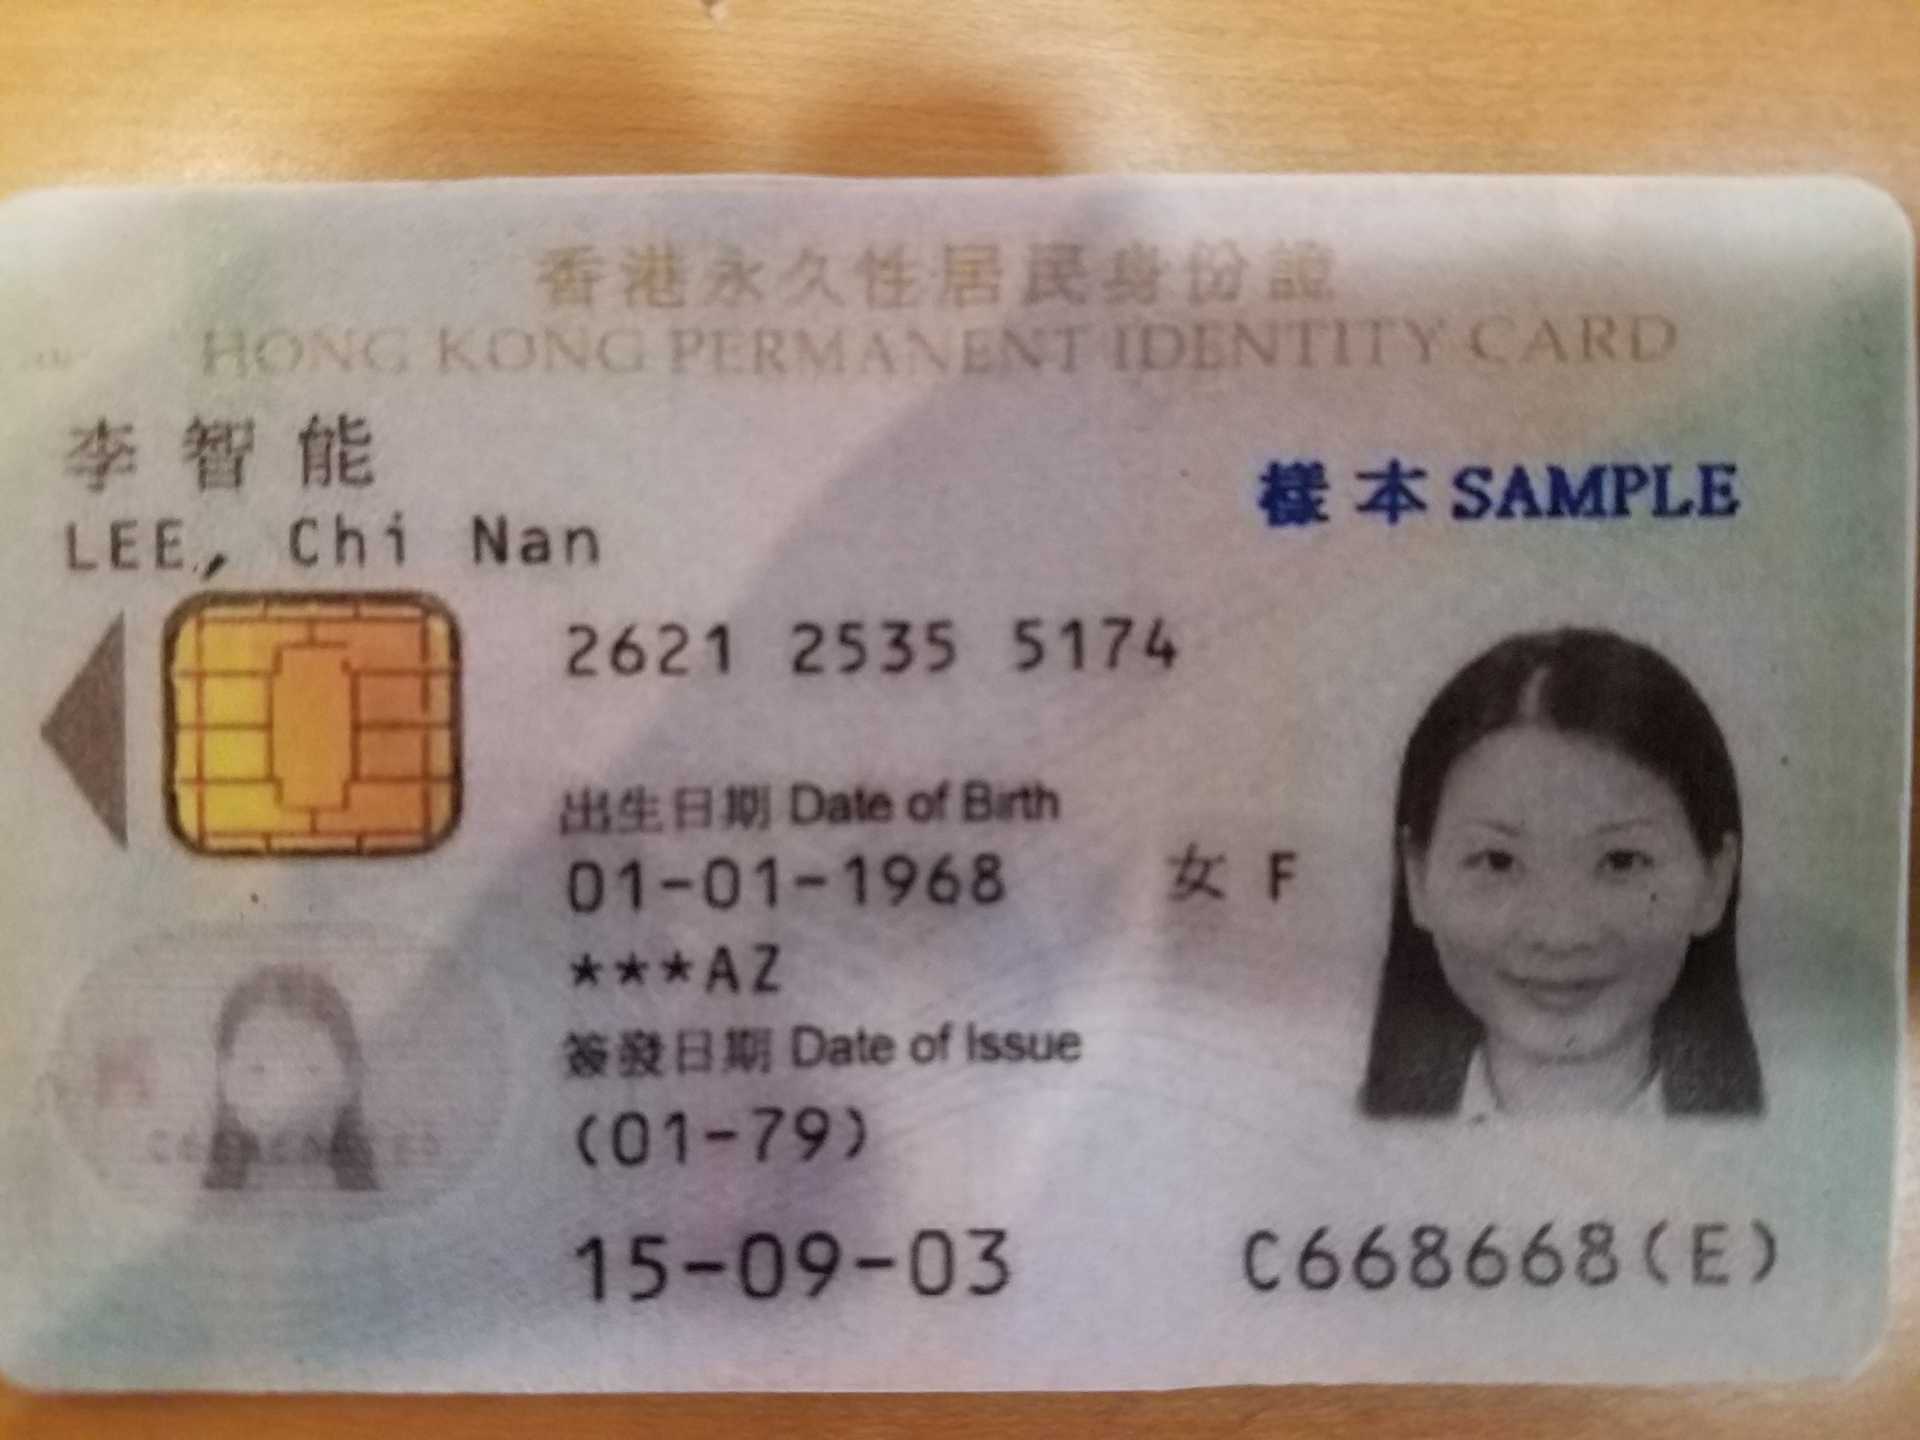 香港永久性居民身份證
HONG KONG PERMANENT IDENTITY CARD
李智能
LEE, Chi Nan
樣本 SAMPLE
2621 2535 5174
出生日期 Date of Birth
01-01-1968
女 F
***AZ
簽發日期 Date of Issue
(01-79)
15-09-03
C668668(E)